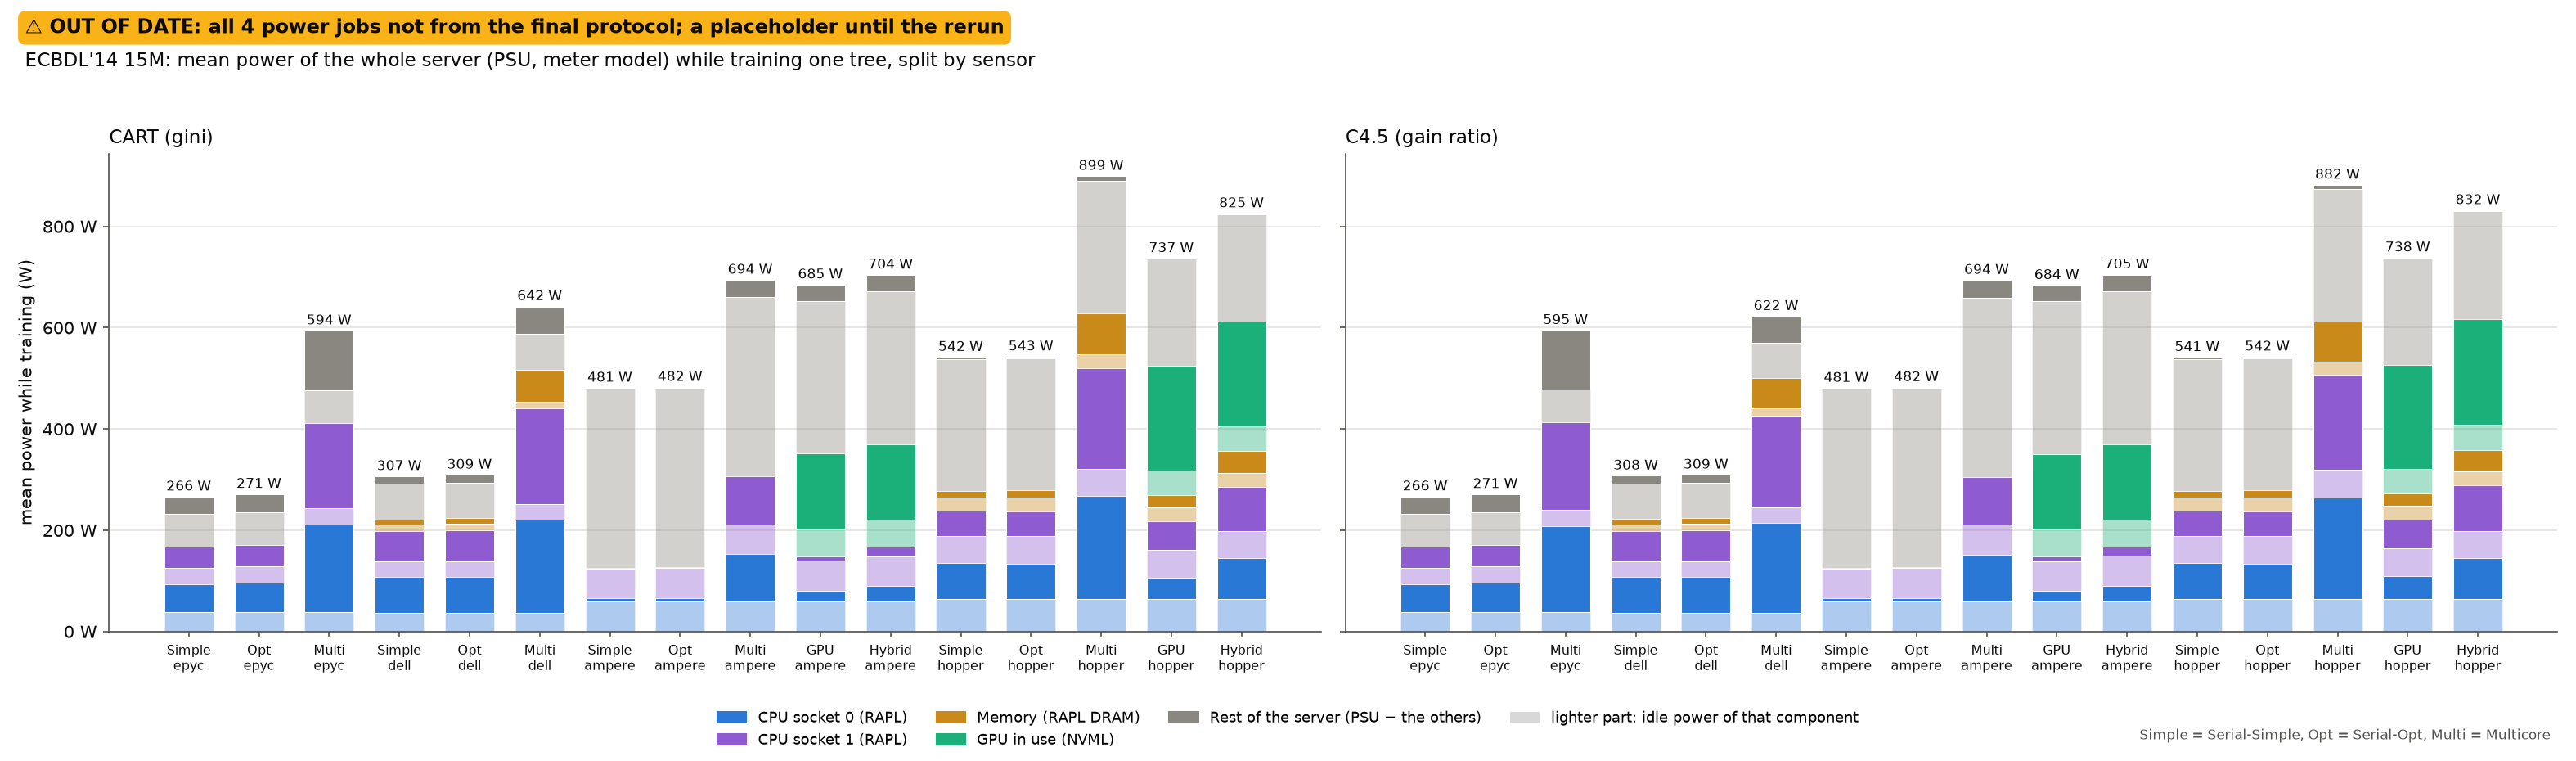 ⚠ OUT OF DATE: all 4 power jobs not from the final protocol; a placeholder until the rerun
ECBDL'14 15M: mean power of the whole server (PSU, meter model) while training one tree, split by sensor
CART (gini)
mean power while training (W)
800 W
600 W
400 W
200 W
0 W
266 W
271 W
594 W
307 W
309 W
642 W
481 W
482 W
694 W
685 W
704 W
542 W
543 W
899 W
737 W
825 W
Simple epyc
Opt epyc
Multi epyc
Simple dell
Opt dell
Multi dell
Simple ampere
Opt ampere
Multi ampere
GPU ampere
Hybrid ampere
Simple hopper
Opt hopper
Multi hopper
GPU hopper
Hybrid hopper
C4.5 (gain ratio)
266 W
271 W
595 W
308 W
309 W
622 W
481 W
482 W
694 W
684 W
705 W
541 W
542 W
882 W
738 W
832 W
Simple epyc
Opt epyc
Multi epyc
Simple dell
Opt dell
Multi dell
Simple ampere
Opt ampere
Multi ampere
GPU ampere
Hybrid ampere
Simple hopper
Opt hopper
Multi hopper
GPU hopper
Hybrid hopper
CPU socket 0 (RAPL)
CPU socket 1 (RAPL)
Memory (RAPL DRAM)
GPU in use (NVML)
Rest of the server (PSU − the others)
lighter part: idle power of that component
Simple = Serial-Simple, Opt = Serial-Opt, Multi = Multicore